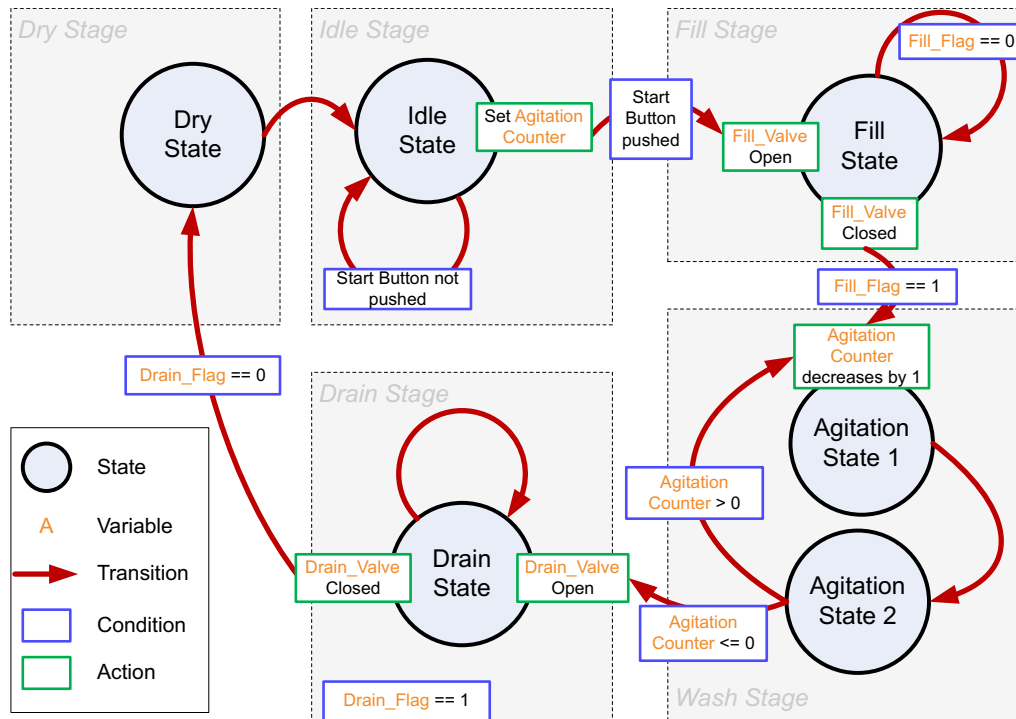 Dry Stage
Idle Stage
Fill Stage
Fill_Flag == 0
Dry
State
Idle
State
Set Agitation
Counter
Start
Button
pushed
Fill_Valve
Open
Fill
State
Fill_Valve
Closed
Start Button not
pushed
Fill_Flag == 1
Agitation
Counter
decreases by 1
Drain_Flag == 0
Drain Stage
Agitation
State 1
Agitation
Counter > 0
State
A
Variable
Transition
Condition
Action
Drain_Valve
Closed
Drain
State
Drain_Valve
Open
Agitation
State 2
Agitation
Counter <= 0
Drain_Flag == 1
Wash Stage